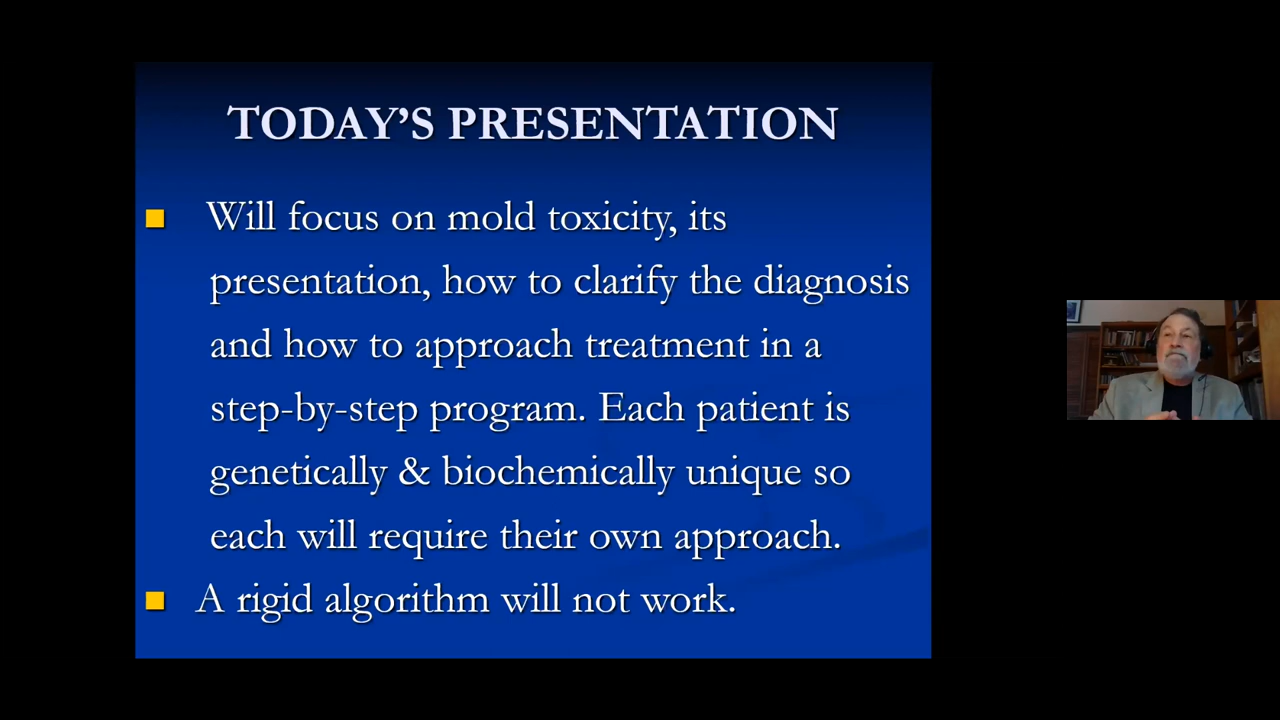 TODAY’S PRESENTATION
Will focus on mold toxicity, its
presentation, how to clarify the diagnosis
and how to approach treatment in a
step-by-step program. Each patient is
genetically & biochemically unique so
each will require their own approach.
A rigid algorithm will not work.